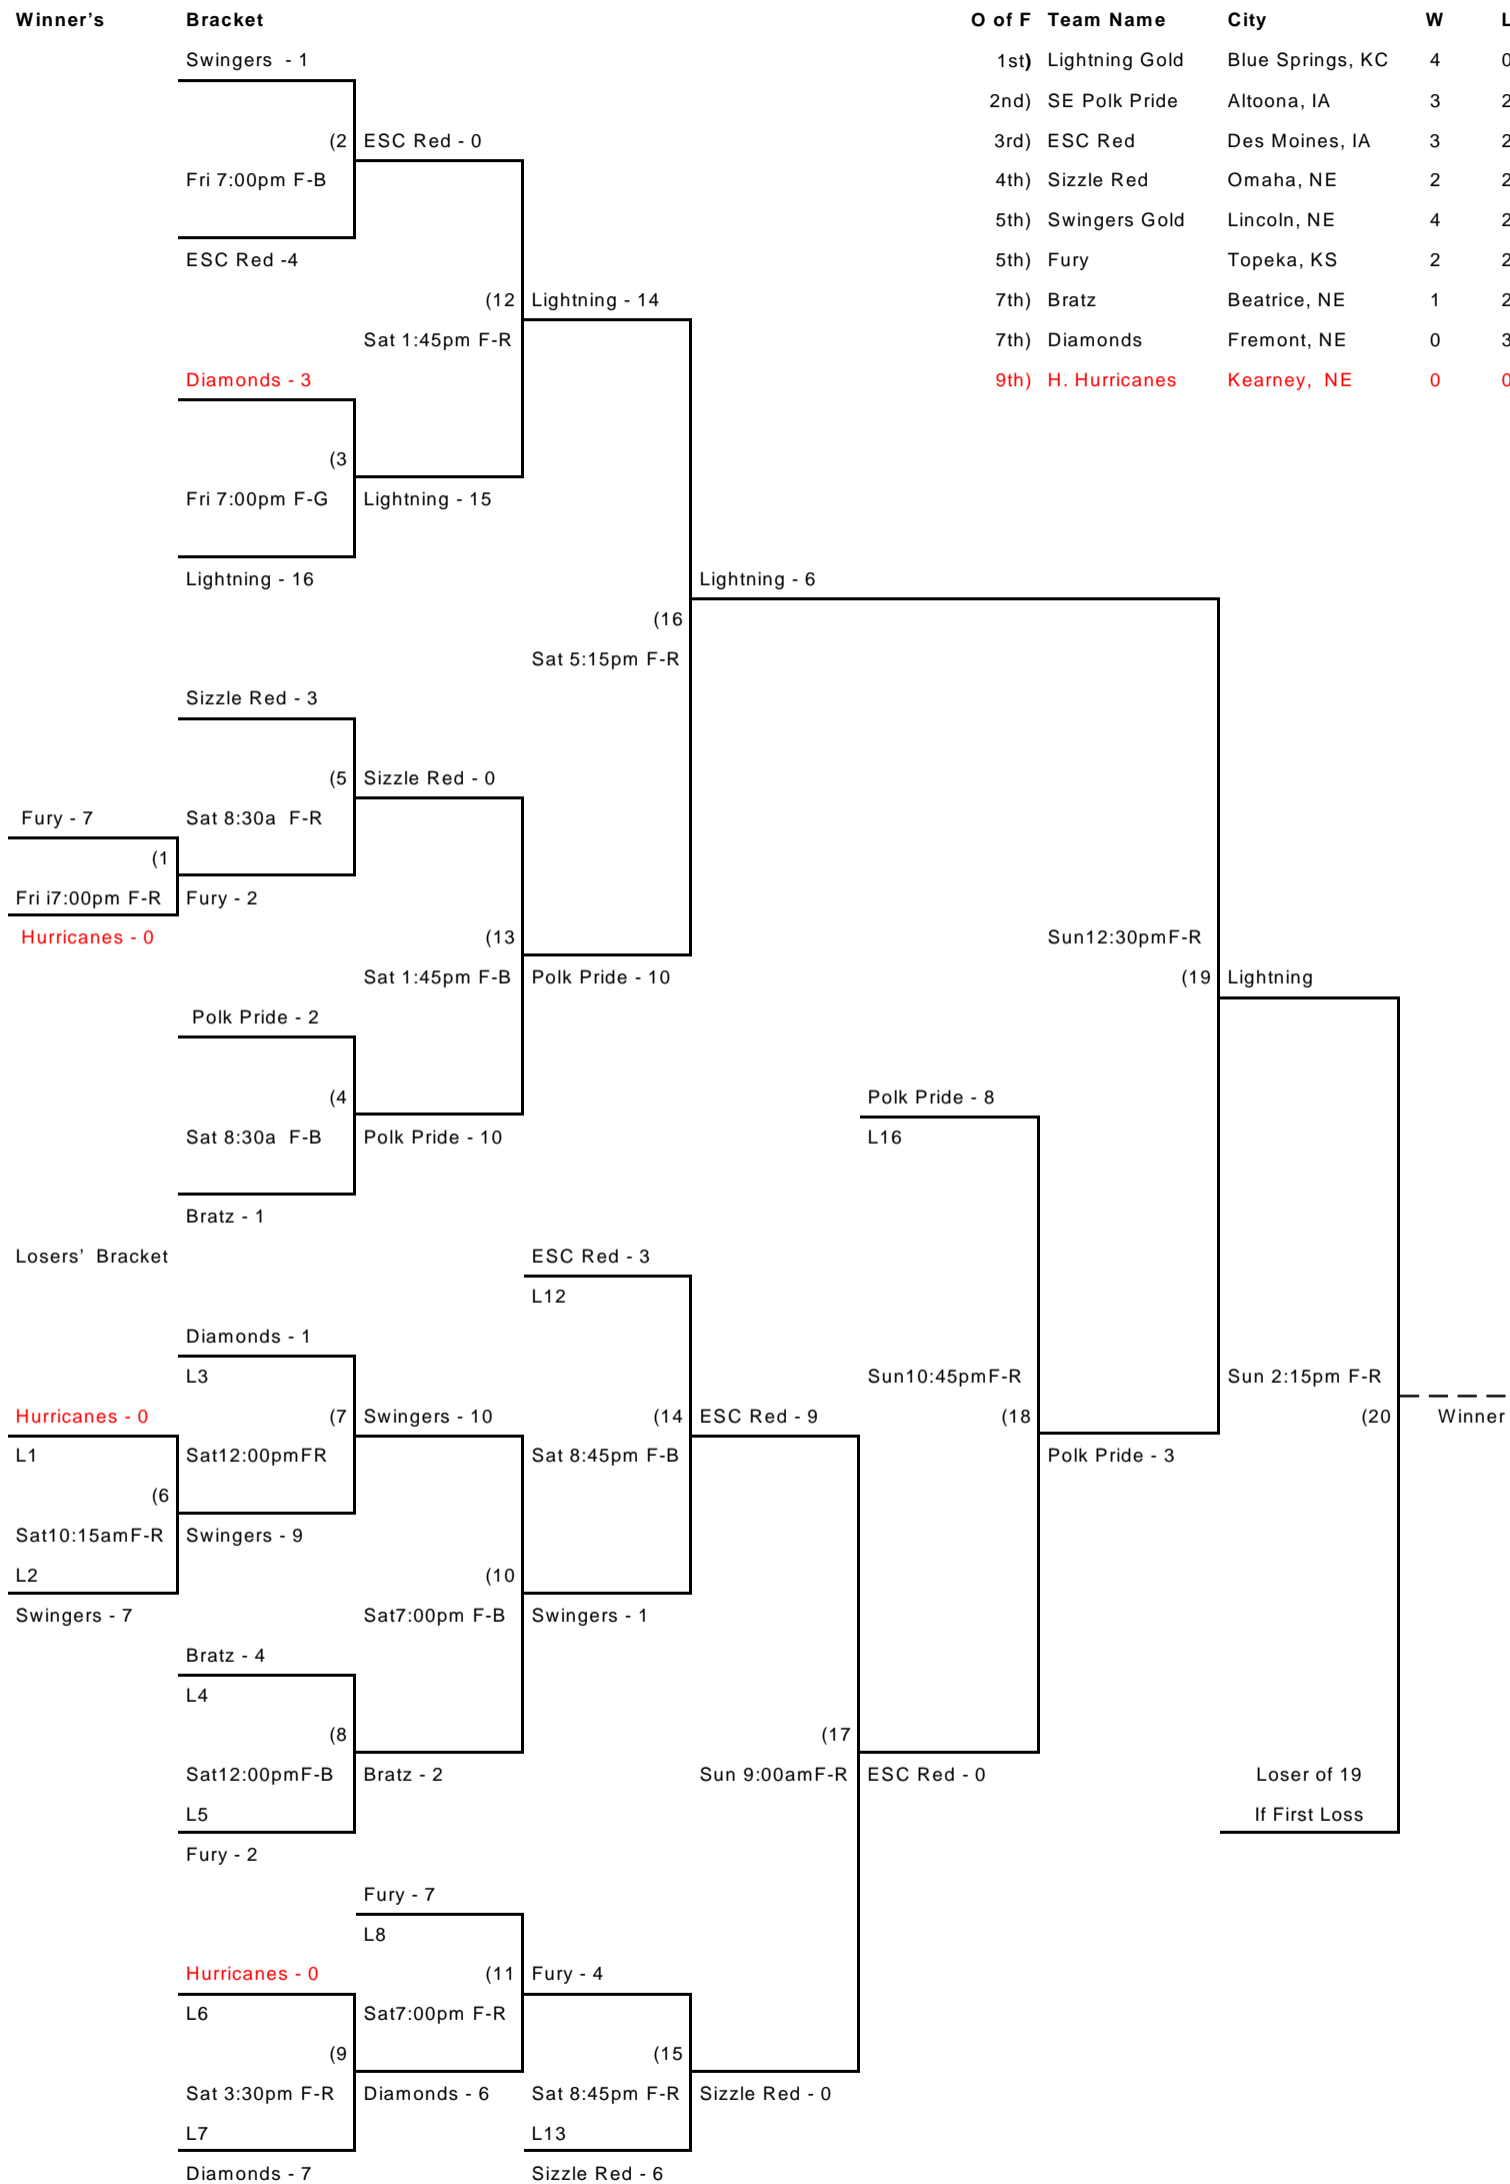 Winner's Bracket O of F Team Name City W L
Swingers - 1 1st) Lightning Gold Blue Springs, KC 4 0
2nd) SE Polk Pride Altoona, IA 3 2
(2 ESC Red - 0 3rd) ESC Red Des Moines, IA 3 2
Fri 7:00pm F-B 4th) Sizzle Red Omaha, NE 2 2
5th) Swingers Gold Lincoln, NE 4 2
ESC Red -4 5th) Fury Topeka, KS 2 2
(12 Lightning - 14 7th) Bratz Beatrice, NE 1 2
Sat 1:45pm F-R 7th) Diamonds Fremont, NE 0 3
Diamonds - 3 9th) H. Hurricanes Kearney, NE 0 0
(3
Fri 7:00pm F-G Lightning - 15
Lightning - 16 Lightning - 6
(16
Sat 5:15pm F-R
Sizzle Red - 3
(5 Sizzle Red - 0
Fury - 7 Sat 8:30a F-R
(1
Fri i7:00pm F-R Fury - 2
Hurricanes - 0 (13 Sun12:30pmF-R
Sat 1:45pm F-B Polk Pride - 10 (19 Lightning
Polk Pride - 2
(4 Polk Pride - 8
Sat 8:30a F-B Polk Pride - 10 L16
Bratz - 1
Losers' Bracket ESC Red - 3
L12
Diamonds - 1
L3 Sun10:45pmF-R Sun 2:15pm F-R
Hurricanes - 0 (7 Swingers - 10 (14 ESC Red - 9 (18 (20 Winner
L1 Sat12:00pmFR Sat 8:45pm F-B Polk Pride - 3
(6
Sat10:15amF-R Swingers - 9
L2 (10
Swingers - 7 Sat7:00pm F-B Swingers - 1
Bratz - 4
L4
(8 (17
Sat12:00pmF-B Bratz - 2 Sun 9:00amF-R ESC Red - 0 Loser of 19
L5 If First Loss
Fury - 2
Fury - 7
L8
Hurricanes - 0 (11 Fury - 4
L6 Sat7:00pm F-R
(9 (15
Sat 3:30pm F-R Diamonds - 6 Sat 8:45pm F-R Sizzle Red - 0
L7 L13
Diamonds - 7 Sizzle Red - 6